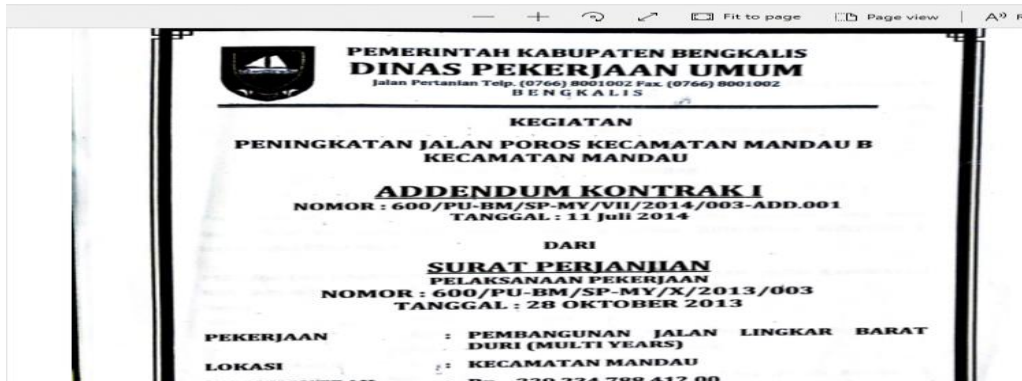 Fit to page
Page view
PEMERINTAH KABUPATEN BENGKALIS
DINAS PEKERJAAN UMUM
Jalan Pertanian Telp. (0766) 8001002 Fax. (0766) 8001002
BENGKALIS
KEGIATAN
PENINGKATAN JALAN POROS KECAMATAN MANDAU B
KECAMATAN MANDAU
ADDENDUM KONTRAK I
NOMOR : 600/PU-BM/SP-MY/VII/2014/003-ADD.001
TANGGAL : 11 Juli 2014
DARI
SURAT PERJANJIAN
PELAKSANAAN PEKERJAAN
NOMOR : 600/PU-BM/SP-MY/X/2013/003
TANGGAL : 28 OKTOBER 2013
PEKERJAAN : PEMBANGUNAN JALAN LINGKAR BARAT
DURI (MULTI YEARS)
LOKASI : KECAMATAN MANDAU